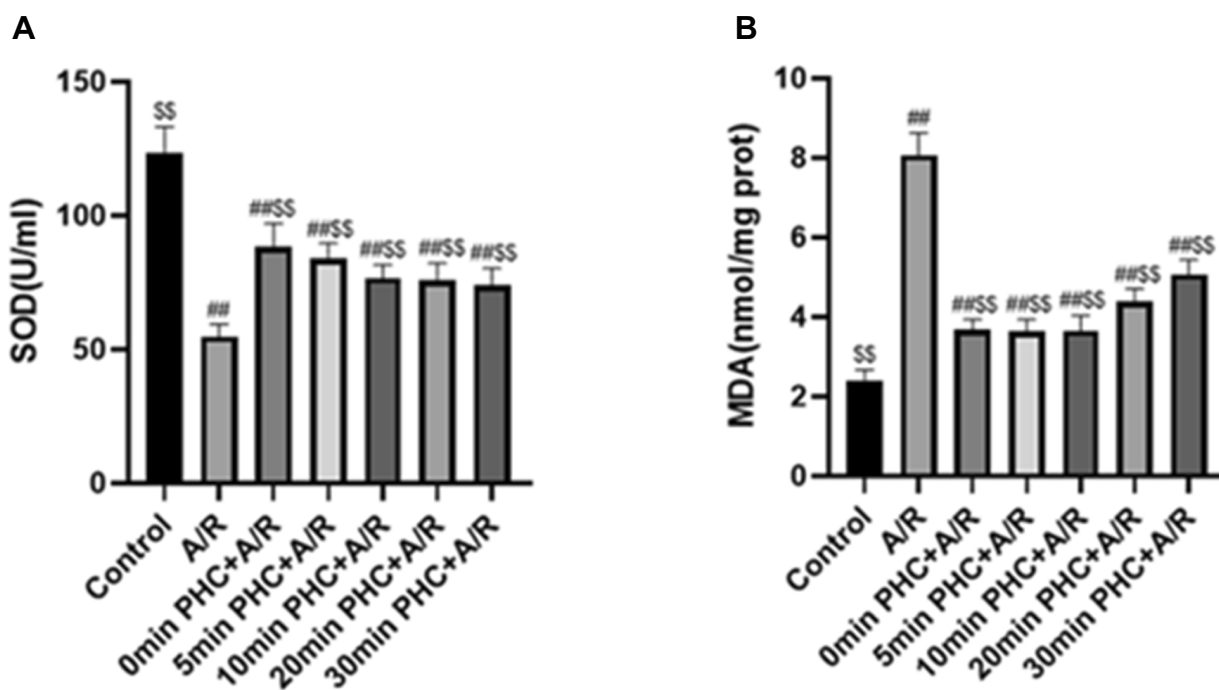 A
SOD(U/ml)
150
100
50
0
$$
##
##$$
##$$
##$$
##$$
##$$
Control
A/R
0min PHC+A/R
5min PHC+A/R
10min PHC+A/R
20min PHC+A/R
30min PHC+A/R
B
MDA(nmol/mg prot)
10
8
6
4
2
0
$$
##
##$$
##$$
##$$
##$$
##$$
Control
A/R
0min PHC+A/R
5min PHC+A/R
10min PHC+A/R
20min PHC+A/R
30min PHC+A/R